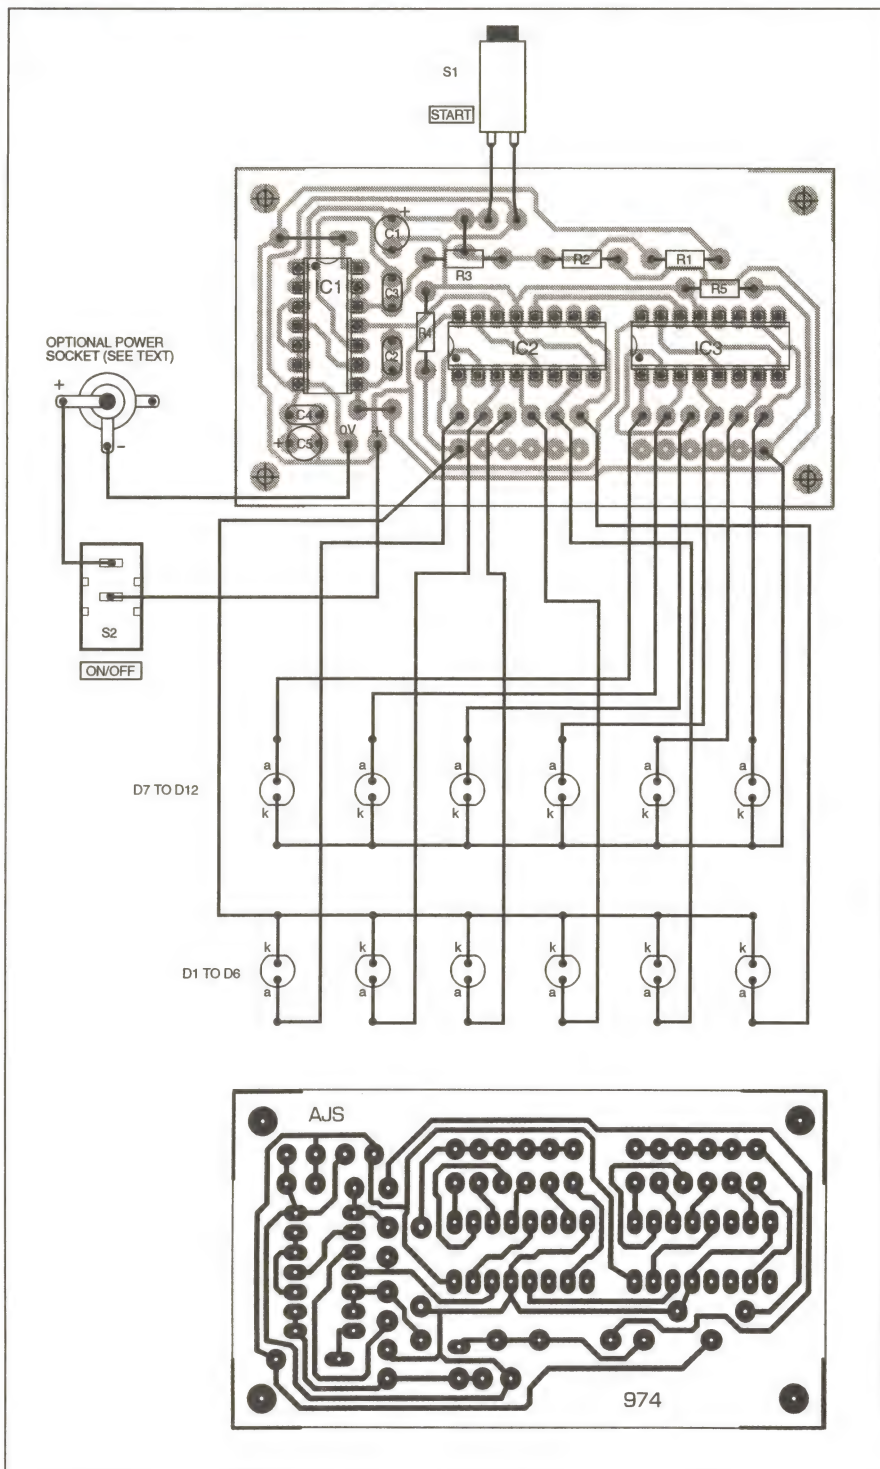 S1
START
+
C1
IC1
C3
R3
R2
R1
R5
R4
IC2
IC3
C2
OPTIONAL POWER
SOCKET (SEE TEXT)
+
-
C4
+
C5
0V
+
S2
ON/OFF
a a a a a a
D7 TO D12
k k k k k k
k k k k k k
D1 TO D6
a a a a a a
AJS
974